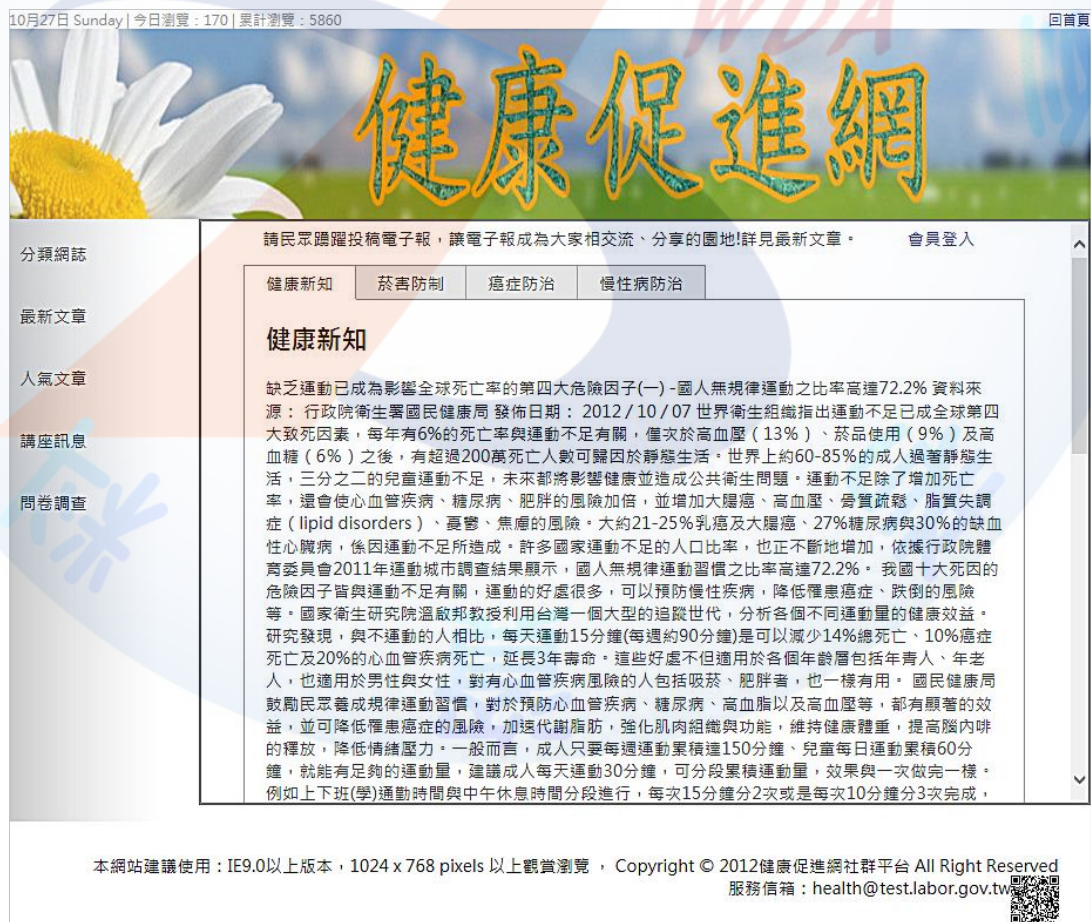 10月27日 Sunday | 今日瀏覽：170 | 累計瀏覽：5860
回首頁
WDA
健康促進網
分類網誌
最新文章
人氣文章
講座訊息
問卷調查
請民眾踴躍投稿電子報，讓電子報成為大家相交流、分享的園地!詳見最新文章。
會員登入
健康新知 菸害防制 癌症防治 慢性病防治
健康新知
缺乏運動已成為影響全球死亡率的第四大危險因子(一) -國人無規律運動之比率高達72.2% 資料來
源： 行政院衛生署國民健康局 發佈日期： 2012 / 10 / 07 世界衛生組織指出運動不足已成全球第四
大致死因素，每年有6%的死亡率與運動不足有關，僅次於高血壓（13%）、菸品使用（9%）及高
血糖（6%）之後，有超過200萬死亡人數可歸因於靜態生活。世界上約60-85%的成人過著靜態生
活，三分之二的兒童運動不足，未來都將影響健康並造成公共衛生問題。運動不足除了增加死亡
率，還會使心血管疾病、糖尿病、肥胖的風險加倍，並增加大腸癌、高血壓、骨質疏鬆、脂質失調
症（lipid disorders）、憂鬱、焦慮的風險。大約21-25%乳癌及大腸癌、27%糖尿病與30%的缺血
性心臟病，係因運動不足所造成。許多國家運動不足的人口比率，也正不斷地增加，依據行政院體
育委員會2011年運動城市調查結果顯示，國人無規律運動習慣之比率高達72.2%。 我國十大死因的
危險因子皆與運動不足有關，運動的好處很多，可以預防慢性疾病，降低罹患癌症、跌倒的風險
等。國家衛生研究院溫啟邦教授利用台灣一個大型的追蹤世代，分析各個不同運動量的健康效益。
研究發現，與不運動的人相比，每天運動15分鐘(每週約90分鐘)是可以減少14%總死亡、10%癌症
死亡及20%的心血管疾病死亡，延長3年壽命。這些好處不但適用於各個年齡層包括年青人、年老
人，也適用於男性與女性，對有心血管疾病風險的人包括吸菸、肥胖者，也一樣有用。 國民健康局
鼓勵民眾養成規律運動習慣，對於預防心血管疾病、糖尿病、高血脂以及高血壓等，都有顯著的效
益，並可降低罹患癌症的風險，加速代謝脂肪，強化肌肉組織與功能，維持健康體重，提高腦內啡
的釋放，降低情緒壓力。一般而言，成人只要每週運動累積達150分鐘、兒童每日運動累積60分
鐘，就能有足夠的運動量，建議成人每天運動30分鐘，可分段累積運動量，效果與一次做完一樣。
例如上下班(學)通勤時間與中午休息時間分段進行，每次15分鐘分2次或是每次10分鐘分3次完成，
本網站建議使用：IE9.0以上版本，1024 x 768 pixels 以上觀賞瀏覽 ， Copyright © 2012健康促進網社群平台 All Right Reserved
服務信箱：health@test.labor.gov.tw